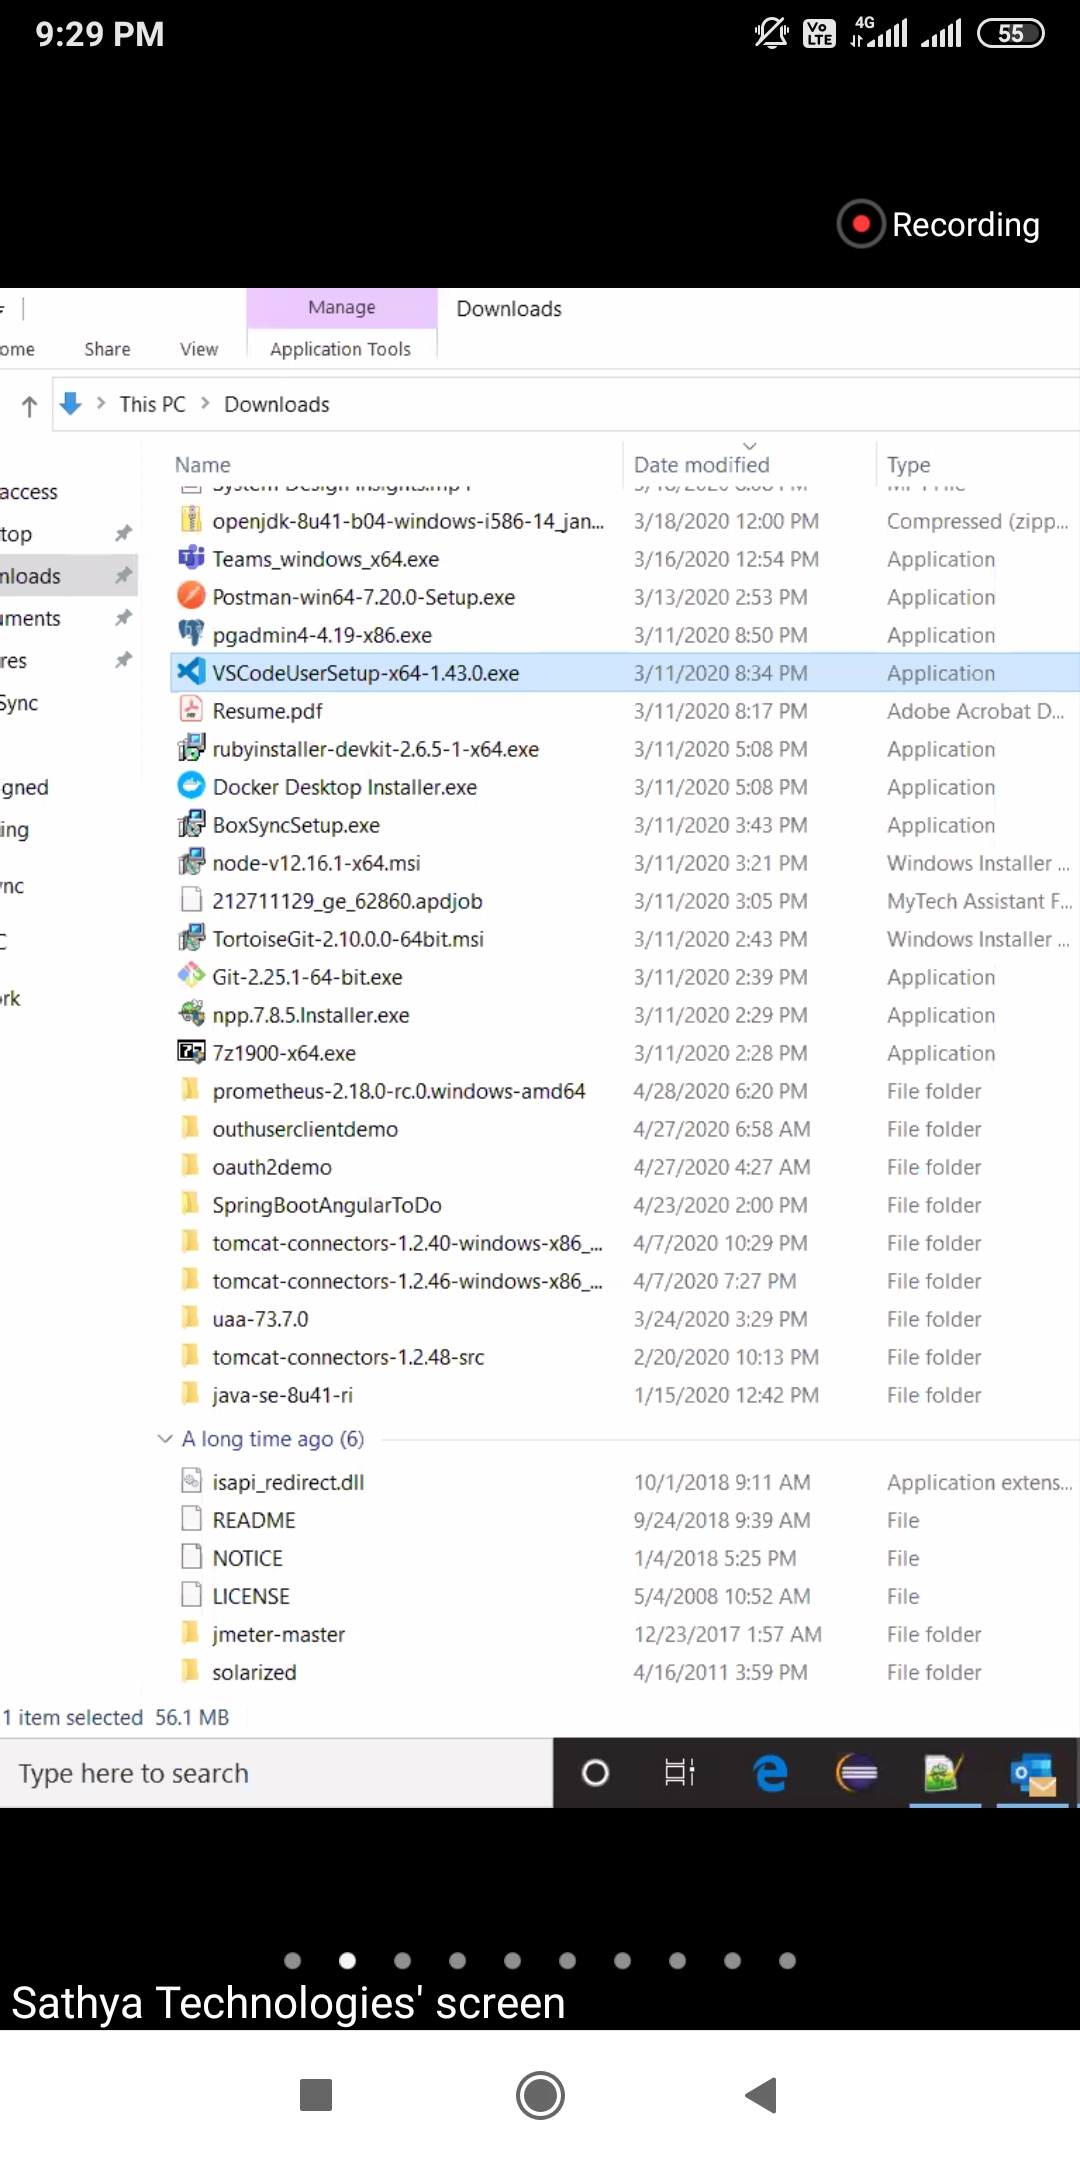 9:29 PM VoLTE 4G 55
Recording
Manage Downloads
ome Share View Application Tools
This PC > Downloads
Name Date modified Type
access
openjdk-8u41-b04-windows-i586-14_jan... 3/18/2020 12:00 PM Compressed (zipp...
top
Teams_windows_x64.exe 3/16/2020 12:54 PM Application
nloads
Postman-win64-7.20.0-Setup.exe 3/13/2020 2:53 PM Application
uments
pgadmin4-4.19-x86.exe 3/11/2020 8:50 PM Application
res
VSCodeUserSetup-x64-1.43.0.exe 3/11/2020 8:34 PM Application
Sync
Resume.pdf 3/11/2020 8:17 PM Adobe Acrobat D...
rubyinstaller-devkit-2.6.5-1-x64.exe 3/11/2020 5:08 PM Application
gned
Docker Desktop Installer.exe 3/11/2020 5:08 PM Application
ing
BoxSyncSetup.exe 3/11/2020 3:43 PM Application
node-v12.16.1-x64.msi 3/11/2020 3:21 PM Windows Installer ...
nc
212711129_ge_62860.apdjob 3/11/2020 3:05 PM MyTech Assistant F...
C
TortoiseGit-2.10.0.0-64bit.msi 3/11/2020 2:43 PM Windows Installer ...
Git-2.25.1-64-bit.exe 3/11/2020 2:39 PM Application
rk
npp.7.8.5.Installer.exe 3/11/2020 2:29 PM Application
7z1900-x64.exe 3/11/2020 2:28 PM Application
prometheus-2.18.0-rc.0.windows-amd64 4/28/2020 6:20 PM File folder
outhuserclientdemo 4/27/2020 6:58 AM File folder
oauth2demo 4/27/2020 4:27 AM File folder
SpringBootAngularToDo 4/23/2020 2:00 PM File folder
tomcat-connectors-1.2.40-windows-x86_... 4/7/2020 10:29 PM File folder
tomcat-connectors-1.2.46-windows-x86_... 4/7/2020 7:27 PM File folder
uaa-73.7.0 3/24/2020 3:29 PM File folder
tomcat-connectors-1.2.48-src 2/20/2020 10:13 PM File folder
java-se-8u41-ri 1/15/2020 12:42 PM File folder
A long time ago (6)
isapi_redirect.dll 10/1/2018 9:11 AM Application extens...
README 9/24/2018 9:39 AM File
NOTICE 1/4/2018 5:25 PM File
LICENSE 5/4/2008 10:52 AM File
jmeter-master 12/23/2017 1:57 AM File folder
solarized 4/16/2011 3:59 PM File folder
1 item selected 56.1 MB
Type here to search
Sathya Technologies' screen